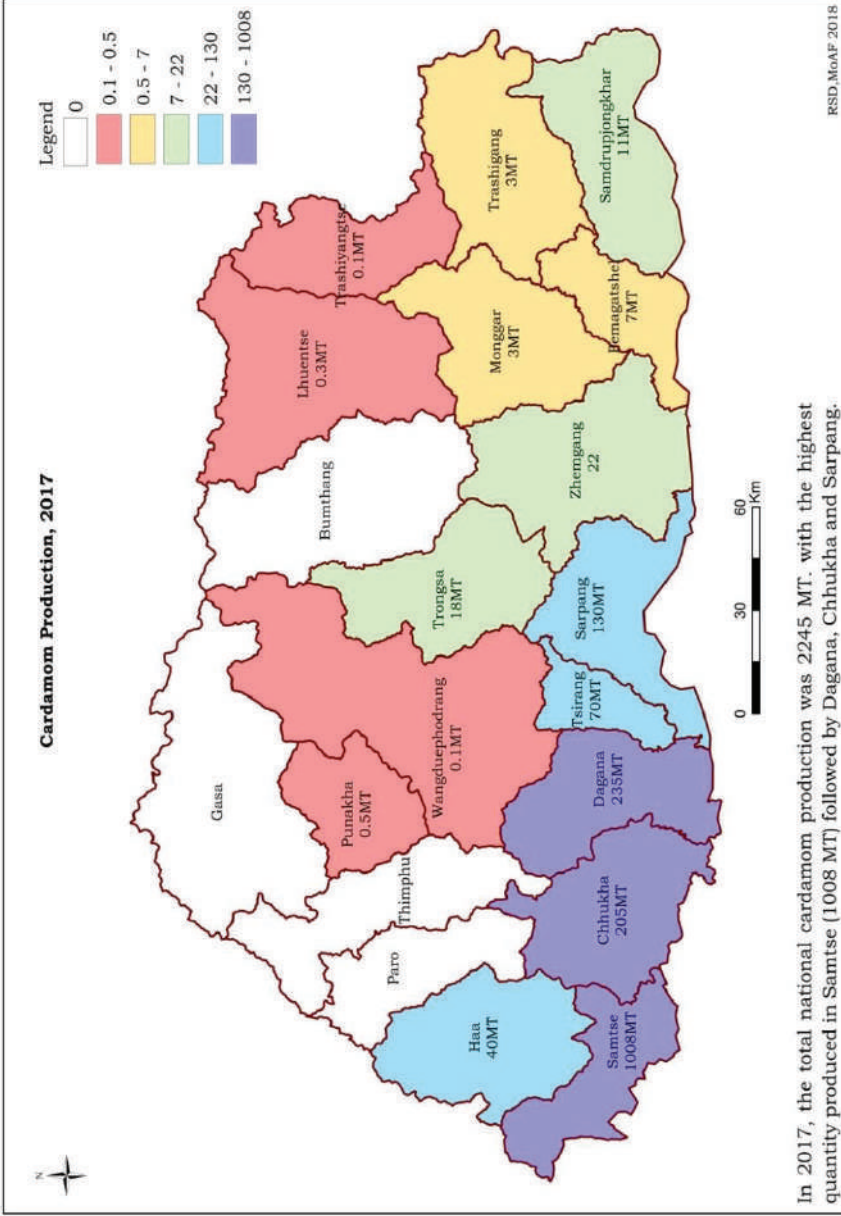 Cardamom Production, 2017
N
Legend
0
0.1 - 0.5
0.5 - 7
7 - 22
22 - 130
130 - 1008
Gasa
Punakha
0.5MT
Thimphu
Paro
Haa
40MT
Wangduephodrang
0.1MT
Bumthang
Lhuentse
0.3MT
Trashiyangtse
0.1MT
Trongsa
18MT
Monggar
3MT
Trashigang
3MT
Samtse
1008MT
Chhukha
205MT
Dagana
235MT
Tsirang
70MT
Sarpang
130MT
Zhemgang
22
Pemagatshel
7MT
Samdrupjongkhar
11MT
0 30 60
Km
In 2017, the total national cardamom production was 2245 MT. with the highest
quantity produced in Samtse (1008 MT) followed by Dagana, Chhukha and Sarpang.
RSD,MoAF 2018